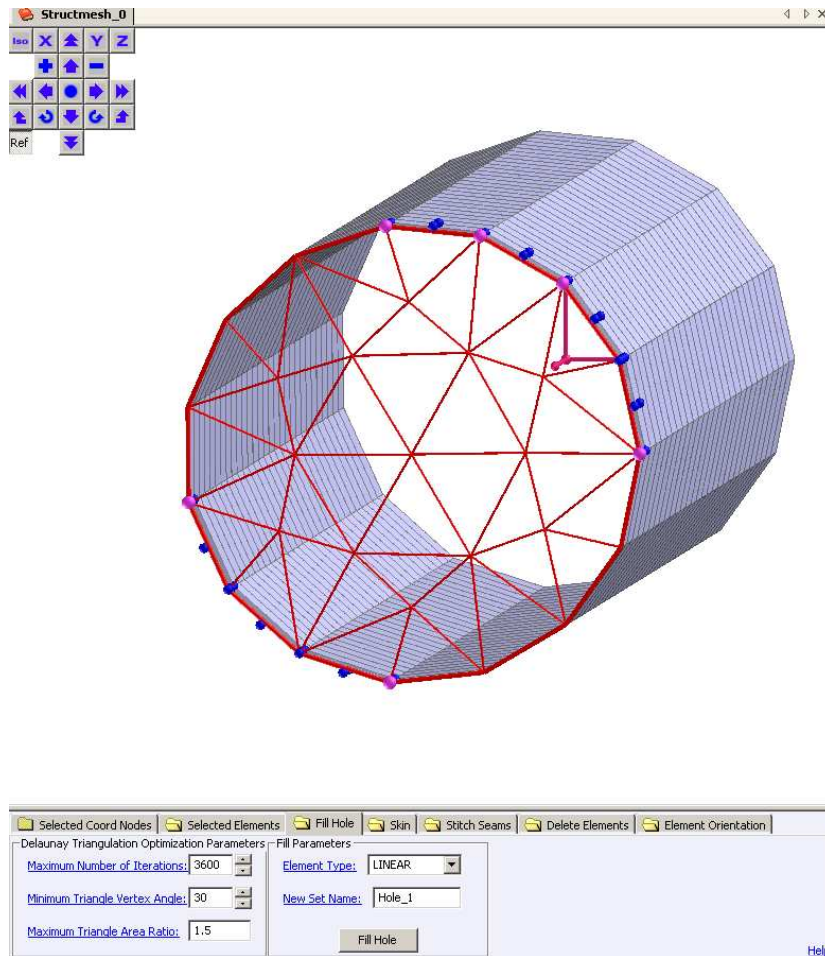 Structmesh_0
Iso X Y Z
Ref
Selected Coord Nodes Selected Elements Fill Hole Skin Stitch Seams Delete Elements Element Orientation
Delaunay Triangulation Optimization Parameters Fill Parameters
Maximum Number of Iterations: 3600 Element Type: LINEAR
Minimum Triangle Vertex Angle: 30 New Set Name: Hole_1
Maximum Triangle Area Ratio: 1.5
Fill Hole
Help